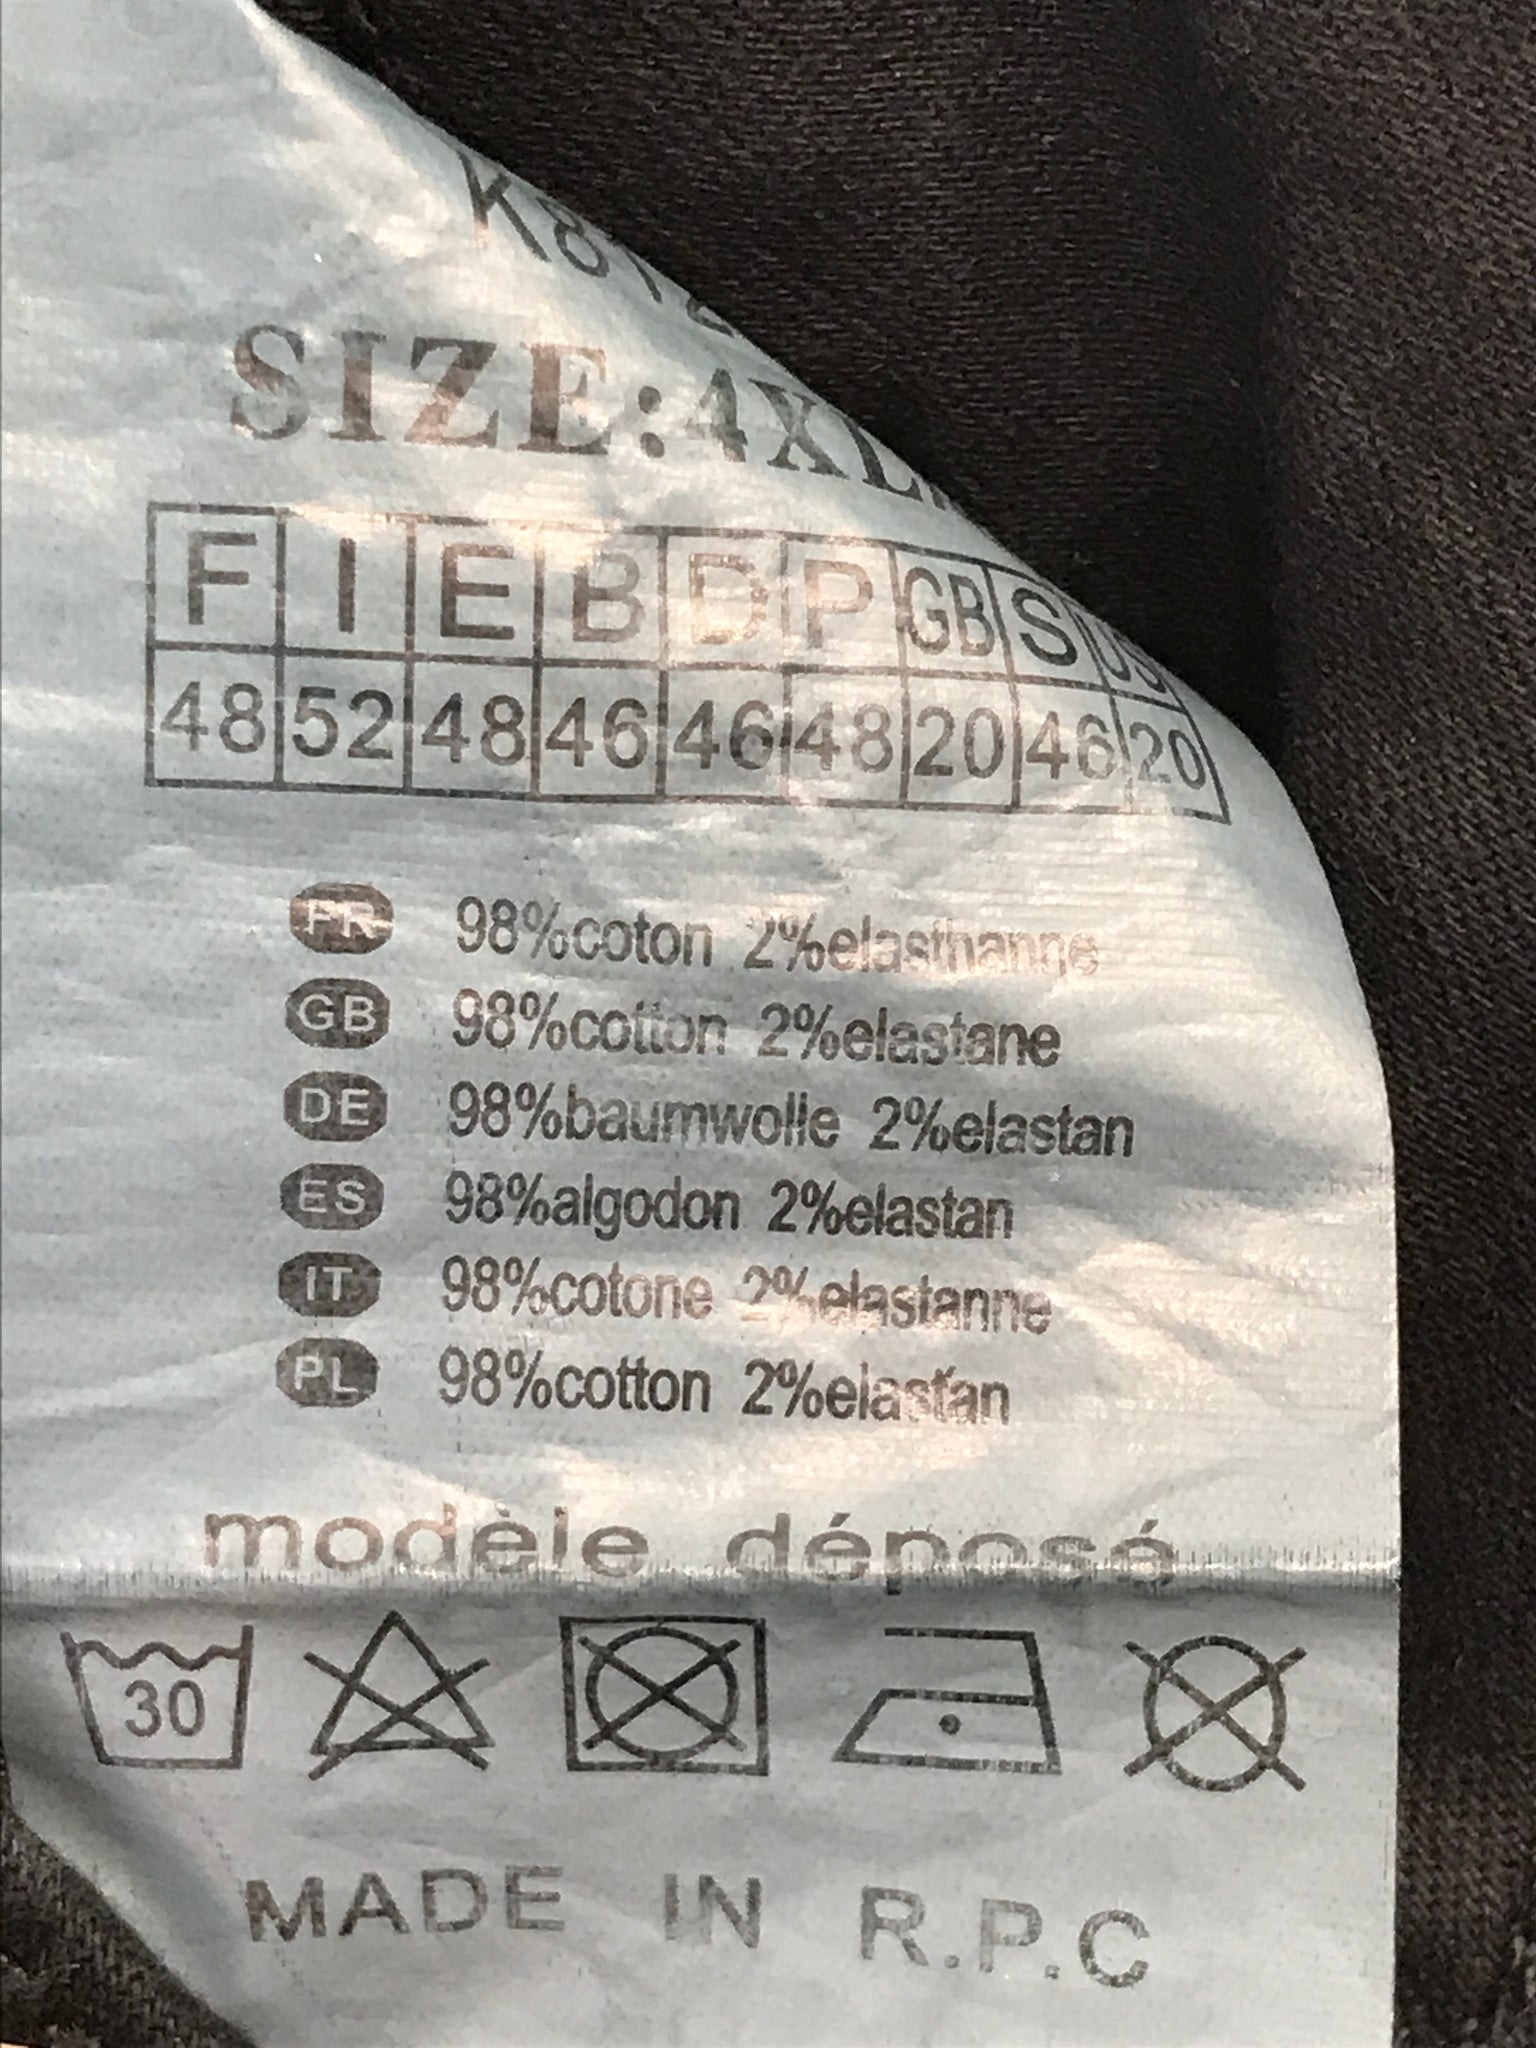 SIZE:4XL
F I E B D P GB S US
48 52 48 46 46 48 20 46 20
FR 98%coton 2%elasthanne
GB 98%cotton 2%elastane
DE 98%baumwolle 2%elastan
ES 98%algodon 2%elastan
IT 98%cotone 2%elastanne
PL 98%cotton 2%elastan
modèle déposé
30
MADE IN R.P.C